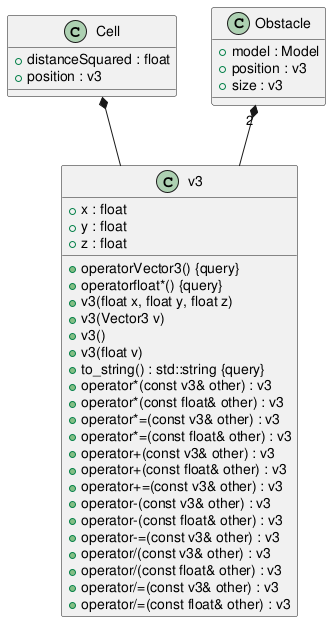 C Cell
distanceSquared : float
position : v3
C Obstacle
model : Model
position : v3
size : v3
2
C v3
x : float
y : float
z : float
operatorVector3() {query}
operatorfloat*() {query}
v3(float x, float y, float z)
v3(Vector3 v)
v3()
v3(float v)
to_string() : std::string {query}
operator*(const v3& other) : v3
operator*(const float& other) : v3
operator*=(const v3& other) : v3
operator*=(const float& other) : v3
operator+(const v3& other) : v3
operator+(const float& other) : v3
operator+=(const v3& other) : v3
operator-(const v3& other) : v3
operator-(const float& other) : v3
operator-=(const v3& other) : v3
operator/(const v3& other) : v3
operator/(const float& other) : v3
operator/=(const v3& other) : v3
operator/=(const float& other) : v3